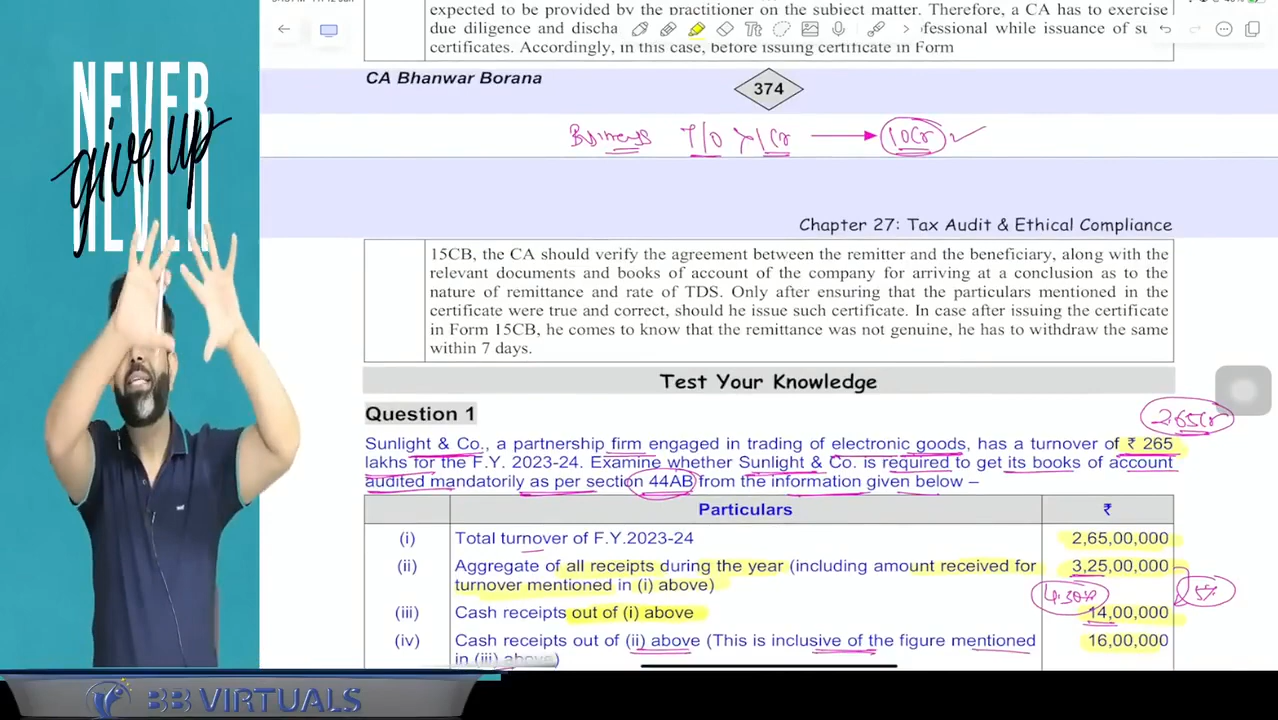 NEVER
give up
NEVER
expected to be provided by the practitioner on the subject matter. Therefore, a CA has to exercise
due diligence and discha
fessional while issuance of su
certificates. Accordingly, in this case, before issuing certificate in Form
CA Bhanwar Borana
374
Business T/O >1Cr → 10Cr ✓
Chapter 27: Tax Audit & Ethical Compliance
15CB, the CA should verify the agreement between the remitter and the beneficiary, along with the
relevant documents and books of account of the company for arriving at a conclusion as to the
nature of remittance and rate of TDS. Only after ensuring that the particulars mentioned in the
certificate were true and correct, should he issue such certificate. In case after issuing the certificate
in Form 15CB, he comes to know that the remittance was not genuine, he has to withdraw the same
within 7 days.
Test Your Knowledge
Question 1
2.65Cr
Sunlight & Co., a partnership firm engaged in trading of electronic goods, has a turnover of ₹ 265
lakhs for the F.Y. 2023-24. Examine whether Sunlight & Co. is required to get its books of account
audited mandatorily as per section 44AB from the information given below –
Particulars ₹
(i) Total turnover of F.Y.2023-24 2,65,00,000
(ii) Aggregate of all receipts during the year (including amount received for 3,25,00,000
turnover mentioned in (i) above)
5%
(iii) Cash receipts out of (i) above 14,00,000
(iv) Cash receipts out of (ii) above (This is inclusive of the figure mentioned 16,00,000
in (iii) above)
BB VIRTUALS